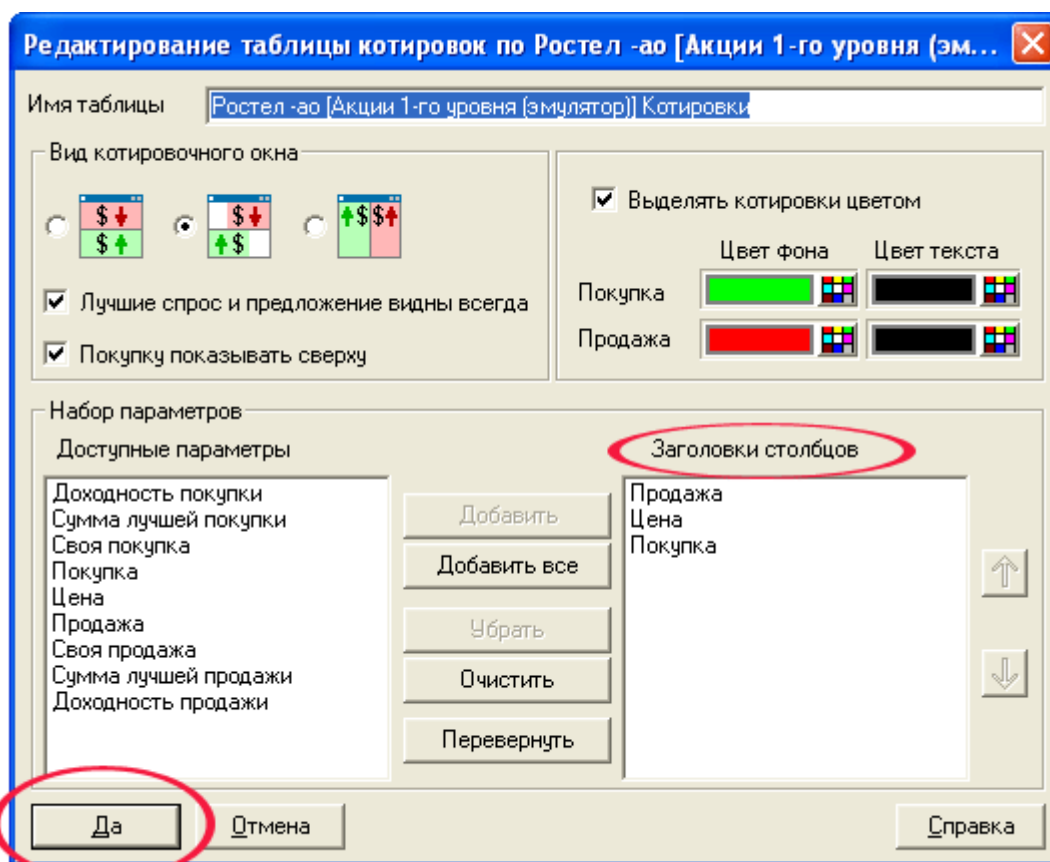 Редактирование таблицы котировок по Ростел -ао [Акции 1-го уровня (эм...
Имя таблицы
Ростел -ао [Акции 1-го уровня (эмулятор)] Котировки
Вид котировочного окна
$ $
$ $
$$
Лучшие спрос и предложение видны всегда
Покупку показывать сверху
Выделять котировки цветом
Цвет фона Цвет текста
Покупка
Продажа
Набор параметров
Доступные параметры
Доходность покупки
Сумма лучшей покупки
Своя покупка
Покупка
Цена
Продажа
Своя продажа
Сумма лучшей продажи
Доходность продажи
Добавить
Добавить все
Убрать
Очистить
Перевернуть
Заголовки столбцов
Продажа
Цена
Покупка
Да
Отмена
Справка